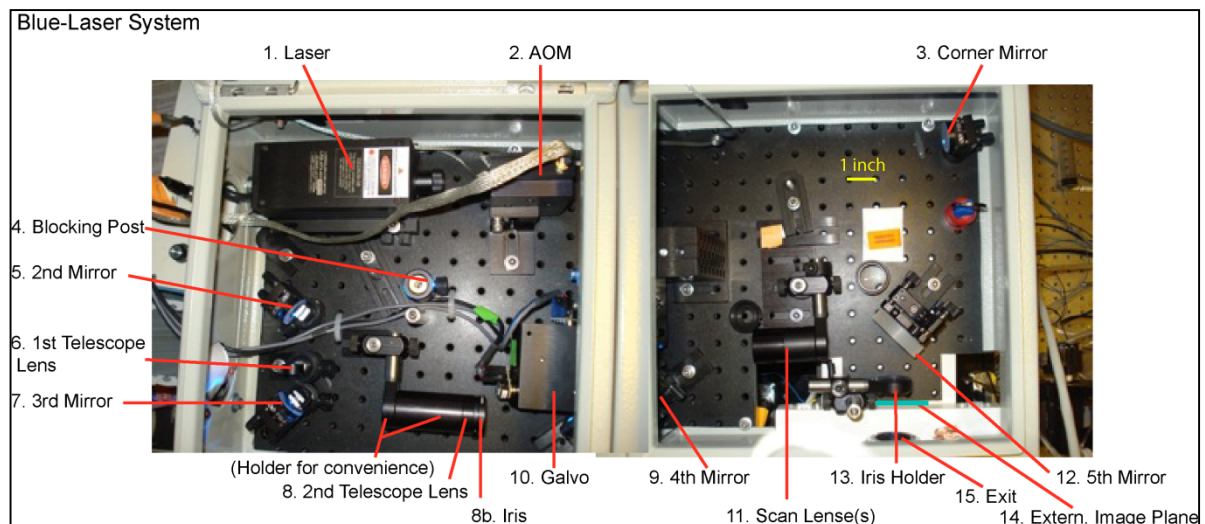 Blue-Laser System
1. Laser
2. AOM
3. Corner Mirror
1 inch
4. Blocking Post
5. 2nd Mirror
6. 1st Telescope
Lens
7. 3rd Mirror
(Holder for convenience)
8. 2nd Telescope Lens
8b. Iris
10. Galvo
9. 4th Mirror
11. Scan Lense(s)
13. Iris Holder
15. Exit
12. 5th Mirror
14. Extern. Image Plane